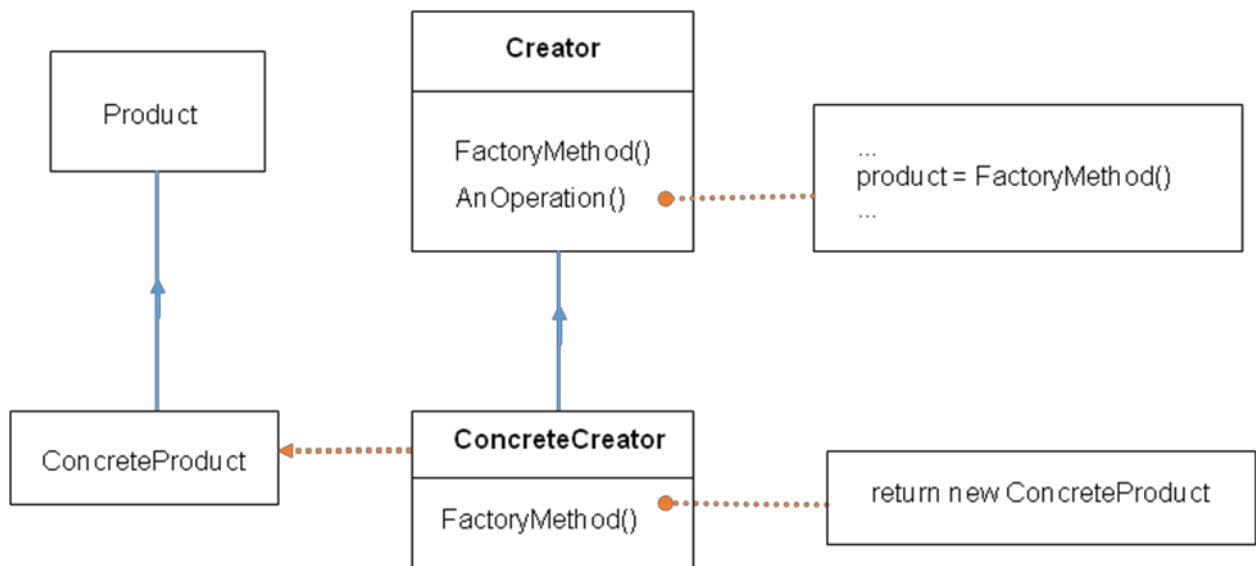 Product
Creator
FactoryMethod()
AnOperation()
...
product = FactoryMethod()
...
ConcreteProduct
ConcreteCreator
FactoryMethod()
return new ConcreteProduct